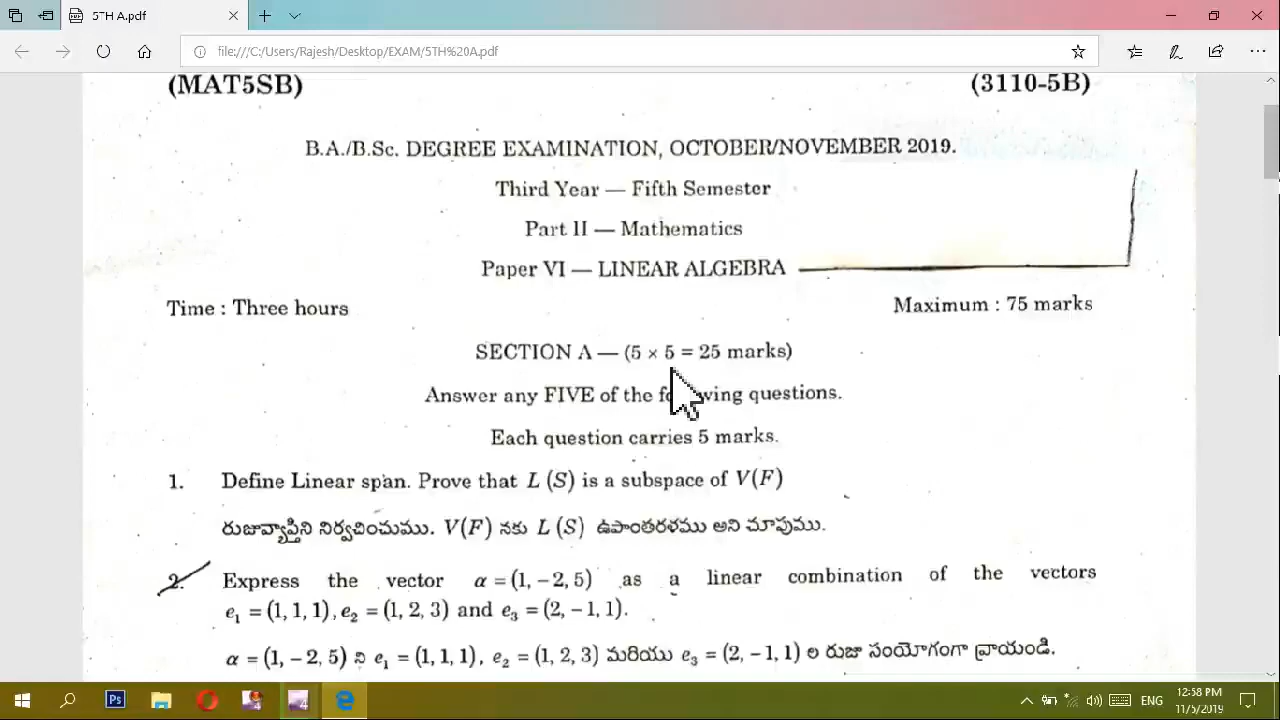 5TH A.pdf
file:///C:/Users/Rajesh/Desktop/EXAM/5TH%20A.pdf
(MAT5SB) (3110-5B)
B.A./B.Sc. DEGREE EXAMINATION, OCTOBER/NOVEMBER 2019.
Third Year — Fifth Semester
Part II — Mathematics
Paper VI — LINEAR ALGEBRA
Time : Three hours Maximum : 75 marks
SECTION A — (5 × 5 = 25 marks)
Answer any FIVE of the following questions.
Each question carries 5 marks.
1. Define Linear span. Prove that L (S) is a subspace of V(F)
రుజువ్యాప్తిని నిర్వచించుము. V(F) నకు L (S) ఉపాంతరళము అని చూపుము.
2. Express the vector α = (1, −2, 5) as a linear combination of the vectors
e₁ = (1, 1, 1), e₂ = (1, 2, 3) and e₃ = (2, −1, 1).
α = (1, −2, 5) ని e₁ = (1, 1, 1), e₂ = (1, 2, 3) మరియు e₃ = (2, −1, 1) ల రుజు సంయోగంగా వ్రాయండి.
Ps
4
ENG
12:58 PM
11/5/2019